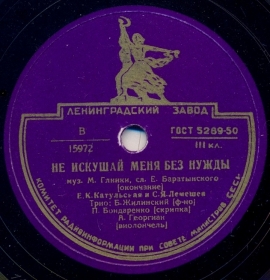 ЛЕНИНГРАДСКИЙ ЗАВОД
В
ГОСТ 5289-50
15972
III кл.
НЕ ИСКУШАЙ МЕНЯ БЕЗ НУЖДЫ
муз. М. Глинки, сл. Е. Баратынского
(окончание)
Е. К. Катульская и С. Я. Лемешев
Трио: В. Жилинский (ф-но)
П. Бондаренко (скрипка)
А. Георгиан
(виолончель)
КОМИТЕТ РАДИОИНФОРМАЦИИ ПРИ СОВЕТЕ МИНИСТРОВ СССР